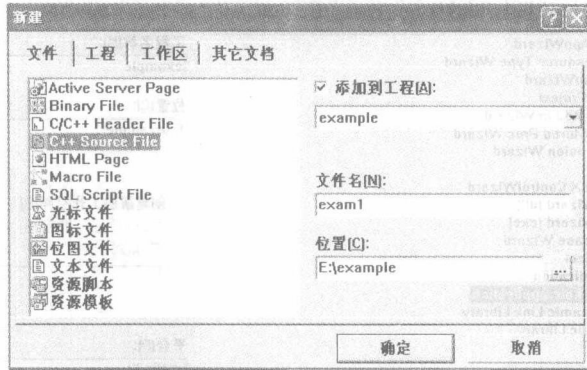 新建
文件 工程 工作区 其它文档
Active Server Page
Binary File
C/C++ Header File
C++ Source File
HTML Page
Macro File
SQL Script File
光标文件
图标文件
位图文件
文本文件
资源脚本
资源模板
添加到工程[A]:
example
文件名[N]:
exam1
位置[C]:
E:\example
...
确定 取消